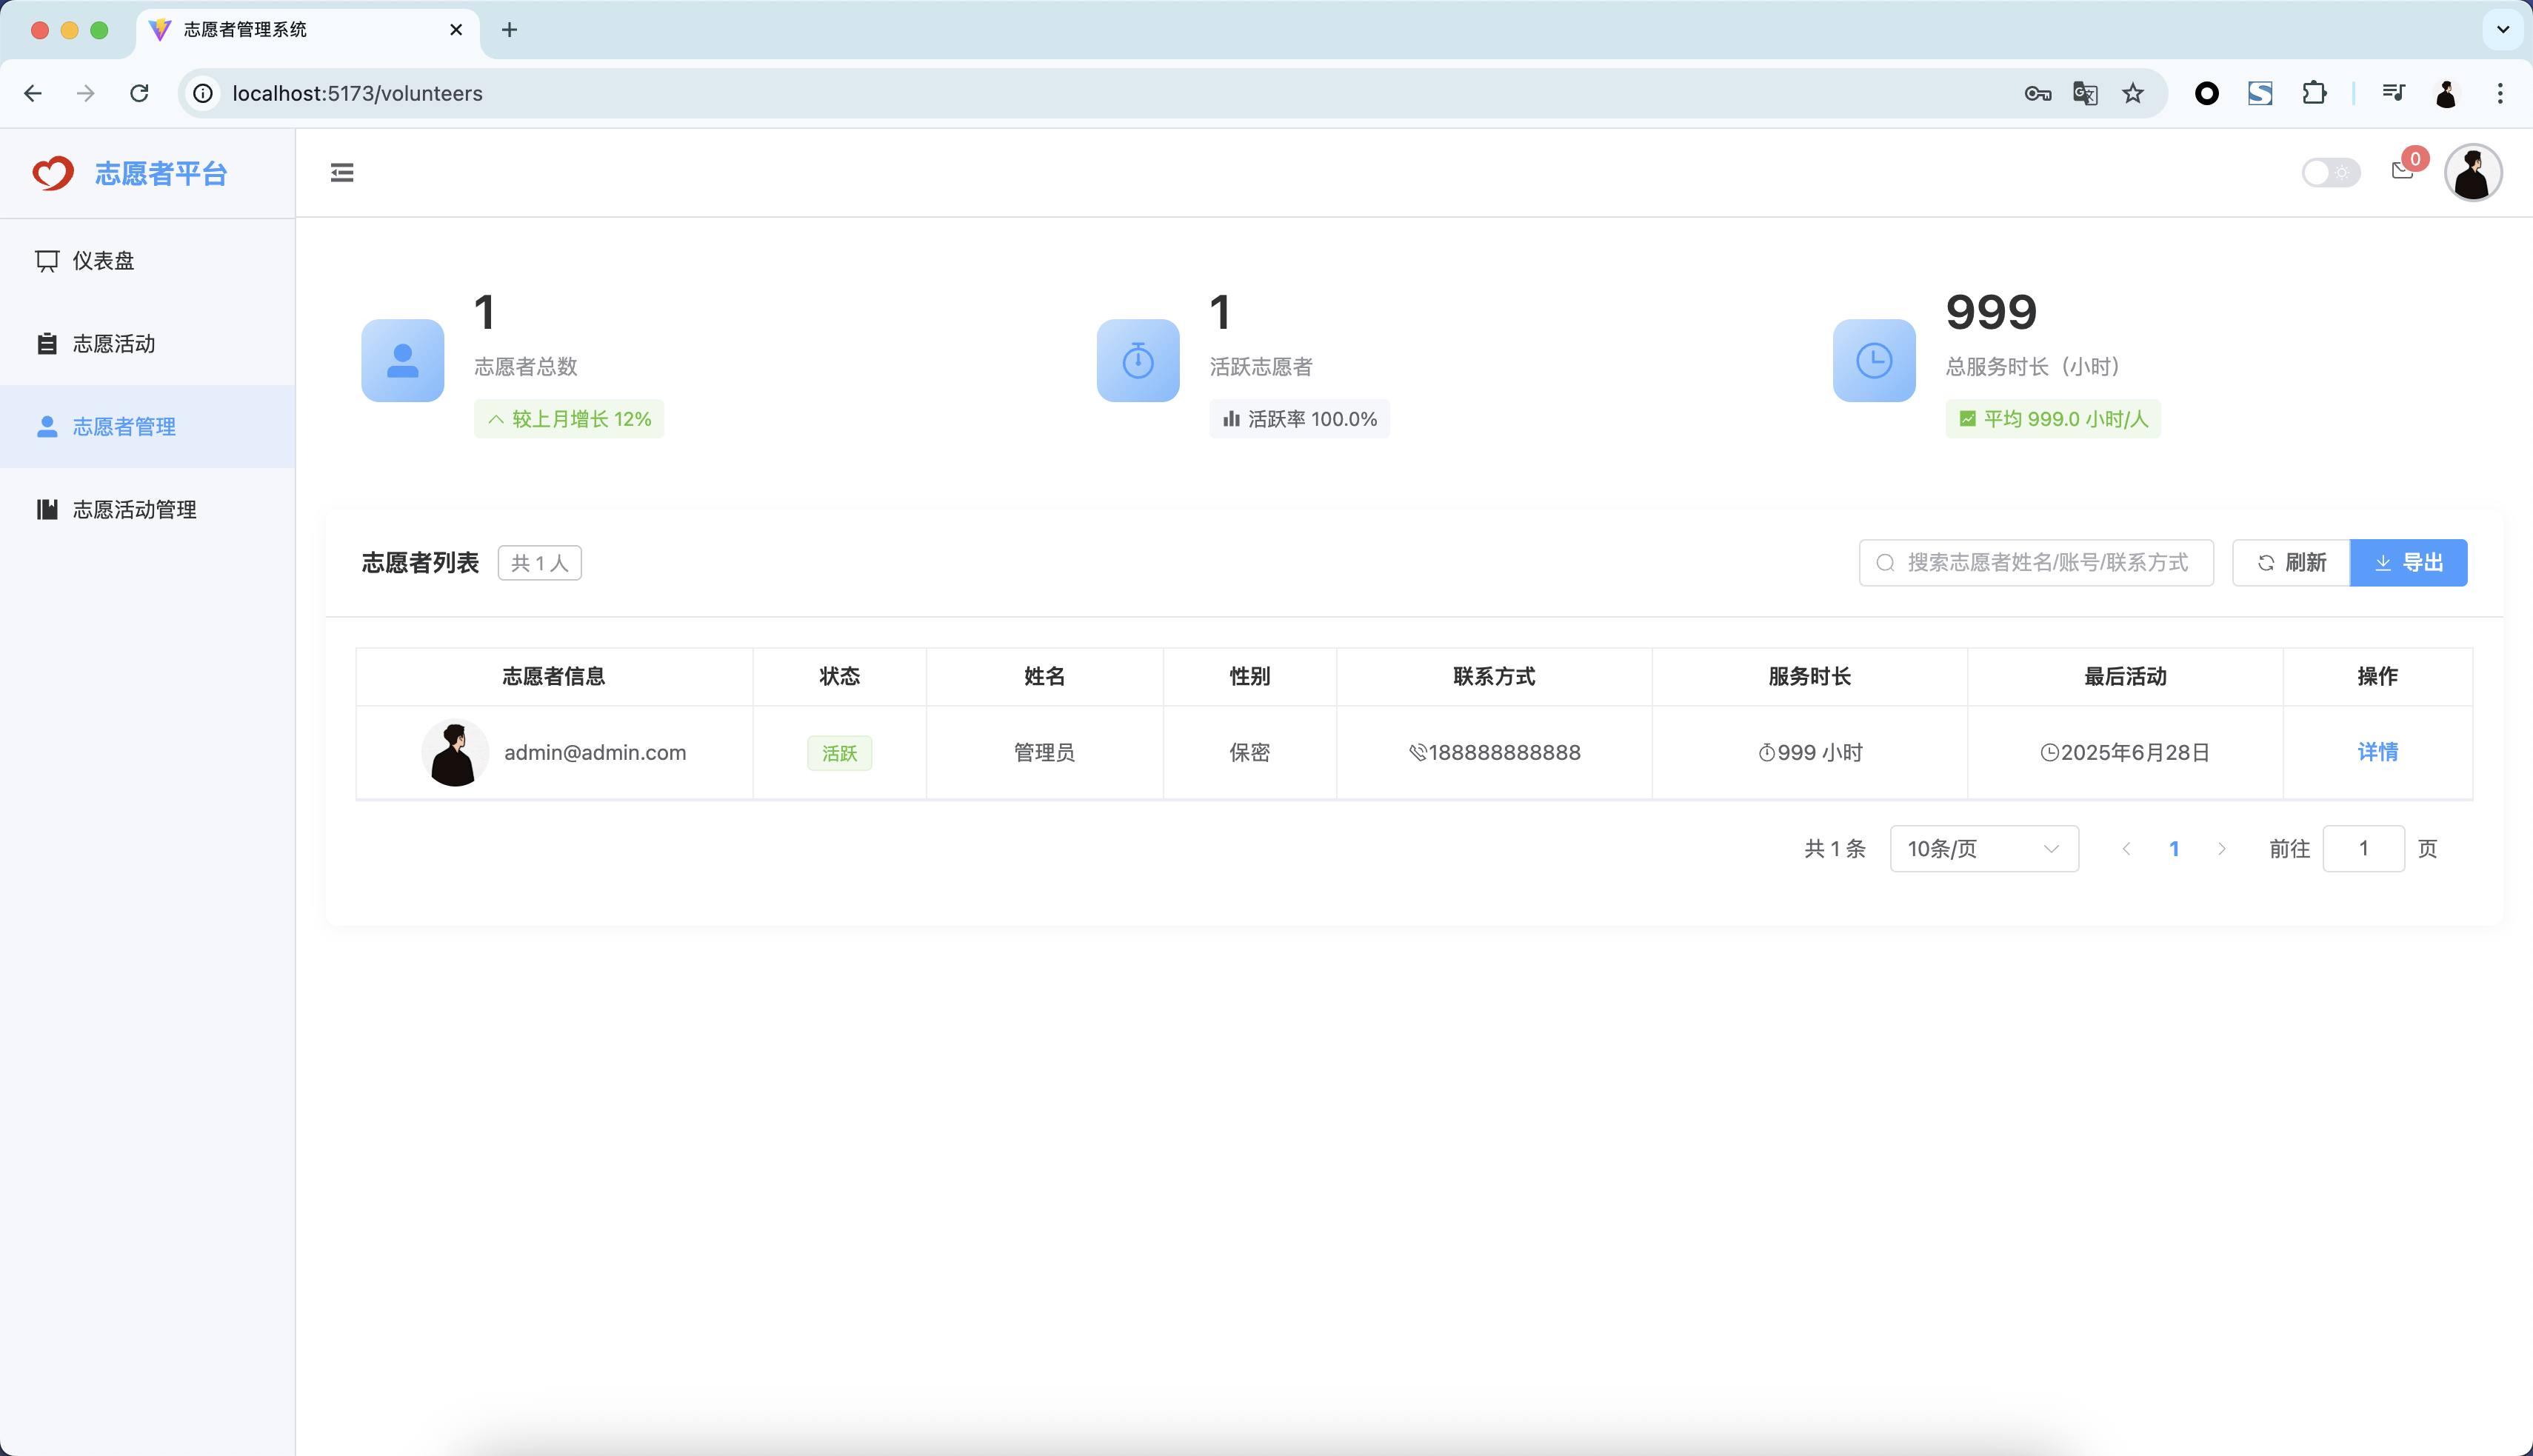 志愿者管理系统
localhost:5173/volunteers
志愿者平台
0
仪表盘
志愿活动
志愿者管理
志愿活动管理
1
志愿者总数
较上月增长 12%
1
活跃志愿者
活跃率 100.0%
999
总服务时长（小时）
平均 999.0 小时/人
志愿者列表 共 1 人
搜索志愿者姓名/账号/联系方式 刷新 导出
志愿者信息 状态 姓名 性别 联系方式 服务时长 最后活动 操作
admin@admin.com 活跃 管理员 保密 188888888888 999 小时 2025年6月28日 详情
共 1 条 10条/页 1 前往 1 页